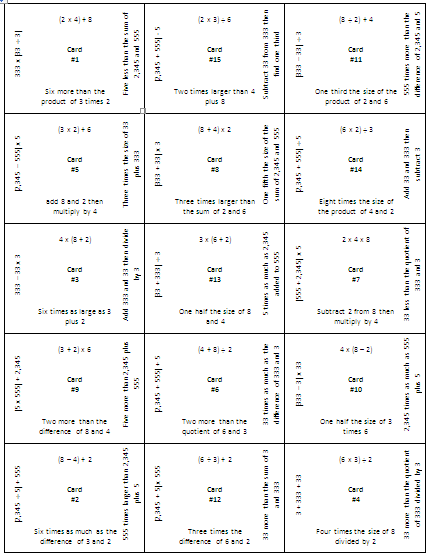 (2 x 4) + 8
333 x [33 ÷ 3]
Card
#1
Five less than the sum of
2,345 and 555
Six more than the
product of 3 times 2
(2 x 3) ÷ 6
[2,345 + 555] - 5
Card
#15
Subtract 33 from 333 then
find one third
Two times larger than 4
plus 8
(8 ÷ 2) + 4
[333 – 33] ÷ 3
Card
#11
555 times more than the
difference of 2,345 and 5
One third the size of the
product of 2 and 6
(3 x 2) + 6
[2,345 – 555] x 5
Card
#5
Three times the size of 33
plus 333
add 8 and 2 then
multiply by 4
(8 + 4) x 2
[333 + 33] x 3
Card
#8
One fifth the size of the
sum of 2,345 and 555
Three times larger than
the sum of 2 and 6
(6 x 2) ÷ 3
[2,345 + 555] ÷ 5
Card
#14
Add 33 and 333 then
subtract 3
Eight times the size of
the product of 4 and 2
4 x (8 + 2)
333 – 33 x 3
Card
#3
Add 333 and 33 then divide
by 3
Six times as large as 3
plus 2
3 x (6 + 2)
[33 + 333] ÷ 3
Card
#13
5 times as much as 2,345
added to 555
One half the size of 8
and 4
2 x 4 x 8
[555 + 2,345] x 5
Card
#7
33 less than the quotient of
333 and 3
Subtract 2 from 8 then
multiply by 4
(3 + 2) x 6
[5 x 555] + 2,345
Card
#9
Five more than 2,345 plus
555
Two more than the
difference of 8 and 4
(4 + 8) ÷ 2
[2,345 + 555] ÷ 5
Card
#6
33 times as much as the
difference of 333 and 3
Two more than the
quotient of 6 and 3
4 x (8 – 2)
[333 – 3] x 33
Card
#10
2,345 times as much as 555
plus 5
One half the size of 3
times 6
(8 – 4) + 2
[2,345 ÷ 5] + 555
Card
#2
555 times larger than 2,345
plus 5
Six times as much as the
difference of 3 and 2
(6 ÷ 3) + 2
[2,345 + 5] x 555
Card
#12
33 more than the sum of 3
and 333
Three times the
difference of 6 and 2
(6 x 3) ÷ 2
3 + 333 + 33
Card
#4
33 more than the quotient
of 333 divided by 3
Four times the size of 8
divided by 2